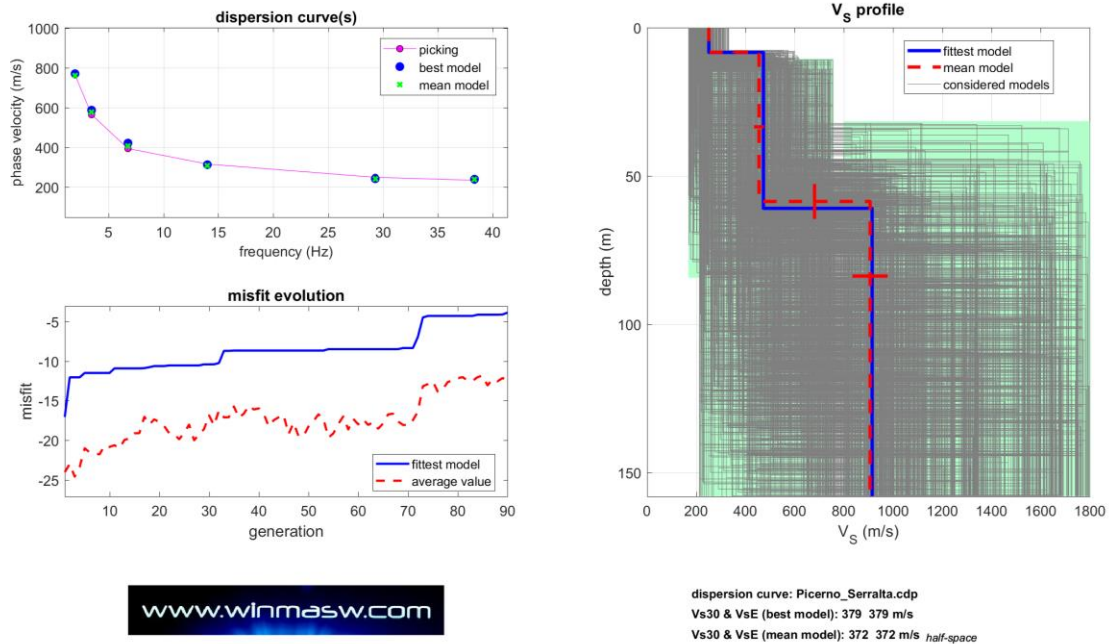 dispersion curve(s)
1000
800
600
400
200
phase velocity (m/s)
picking
best model
mean model
5 10 15 20 25 30 35 40
frequency (Hz)
misfit evolution
-5
-10
-15
-20
-25
misfit
fittest model
average value
10 20 30 40 50 60 70 80 90
generation
www.winmasw.com
VS profile
0
50
100
150
depth (m)
fittest model
mean model
considered models
0 200 400 600 800 1000 1200 1400 1600 1800
VS (m/s)
dispersion curve: Picerno_Serralta.cdp
Vs30 & VsE (best model): 379 379 m/s
Vs30 & VsE (mean model): 372 372 m/s half-space